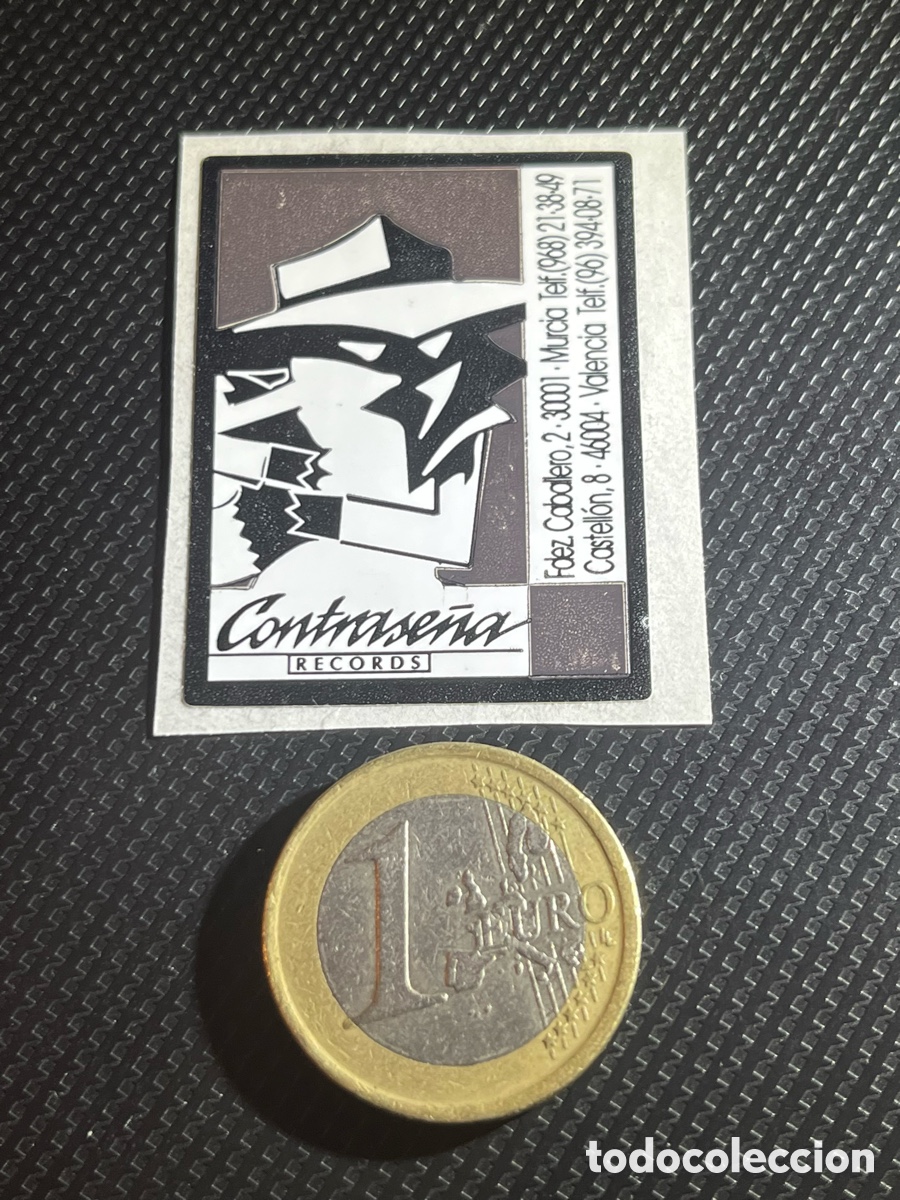 Fdez. Caballero, 2 · 30001 · Murcia Telf.(968) 21·38·49
Castellón, 8 · 46004 · Valencia Telf.(96) 394·08·71
Contraseña
RECORDS
1
EURO
todocoleccion